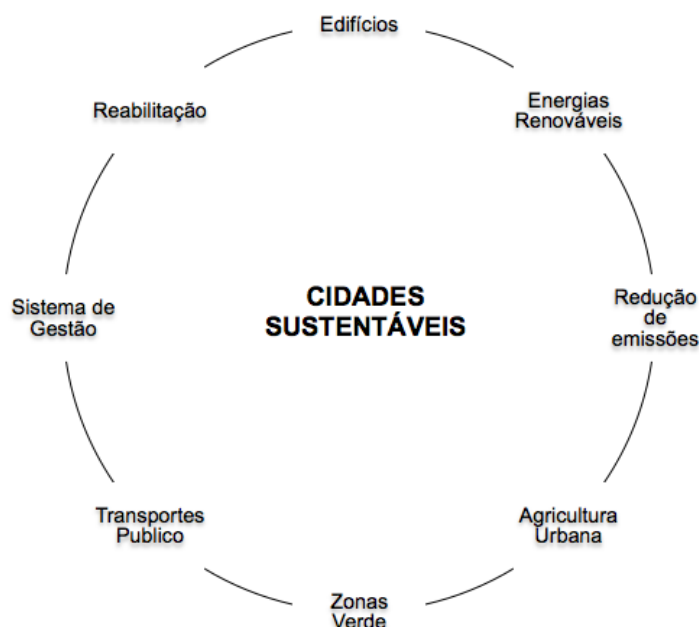 Edifícios
Energias
Renováveis
Redução
de
emissões
Agricultura
Urbana
Zonas
Verde
Transportes
Publico
Sistema de
Gestão
Reabilitação
CIDADES
SUSTENTÁVEIS